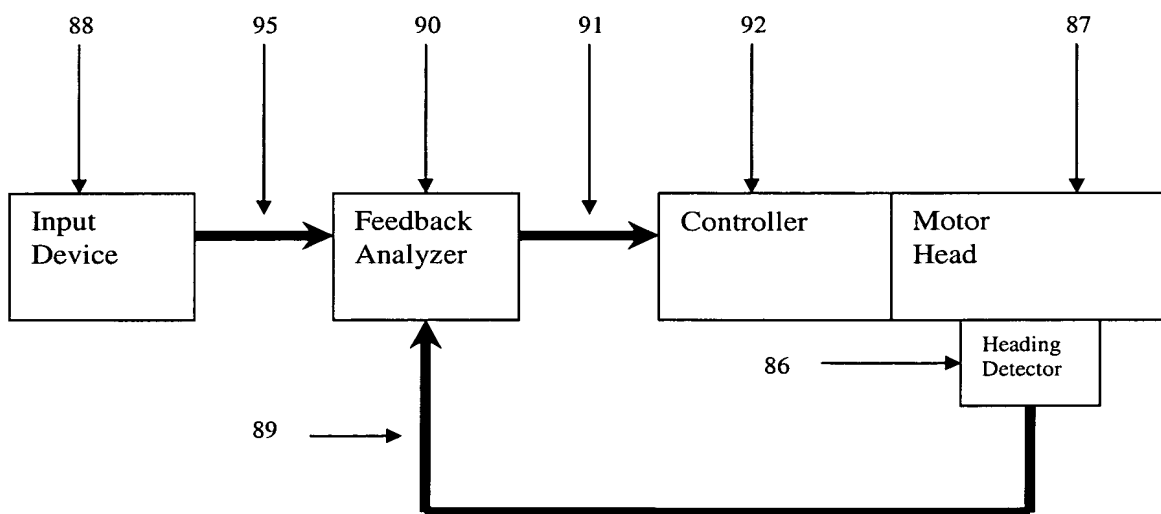 88
95
90
91
92
87
Input
Device
Feedback
Analyzer
Controller
Motor
Head
Heading
Detector
86
89